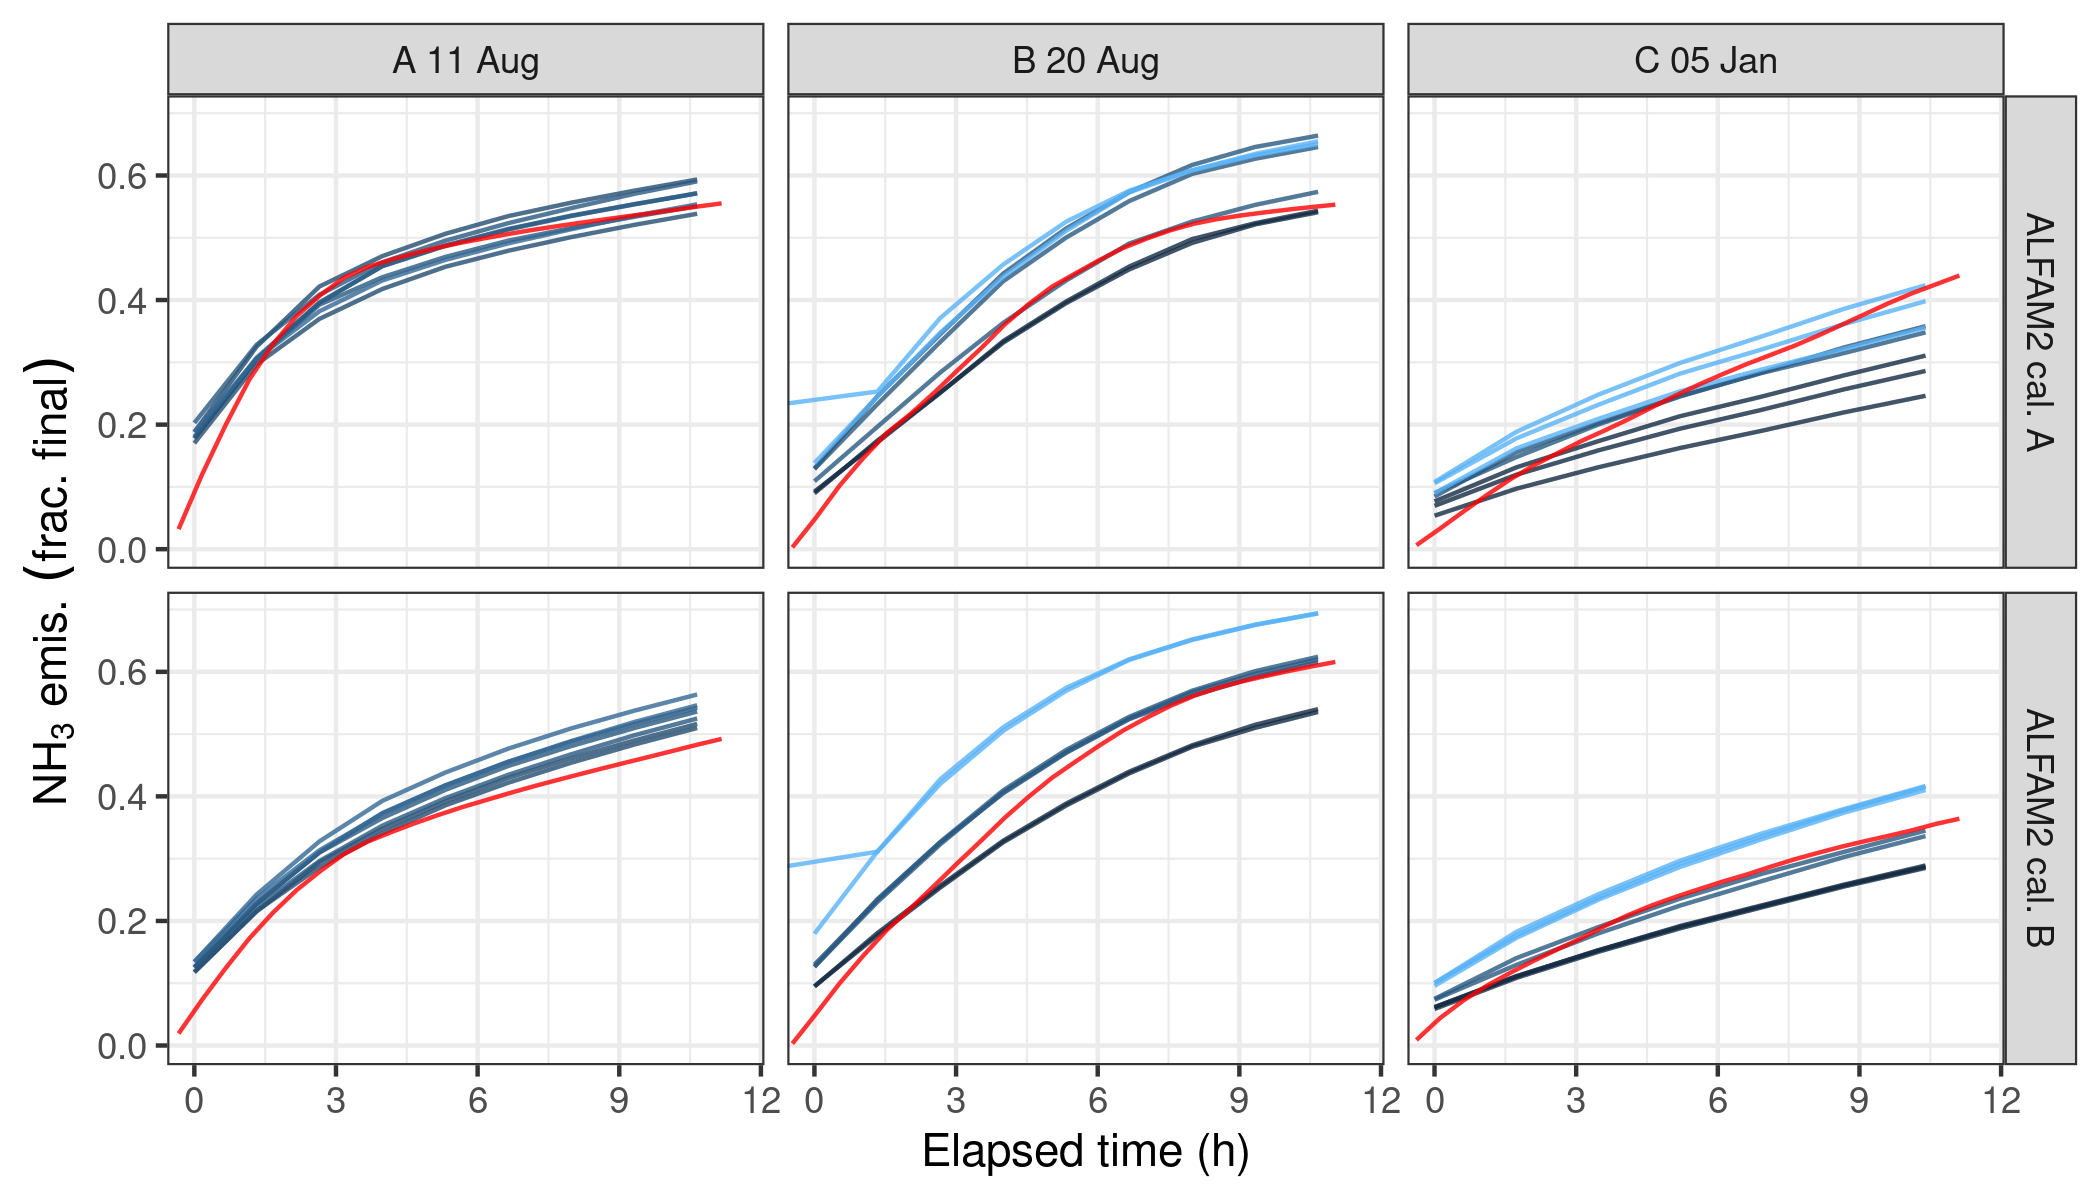 A 11 Aug
B 20 Aug
C 05 Jan
NH₃ emis. (frac. final)
0.6
0.4
0.2
0.0
ALFAM2 cal. A
0.6
0.4
0.2
0.0
ALFAM2 cal. B
0 3 6 9 12
0 3 6 9 12
0 3 6 9 12
Elapsed time (h)